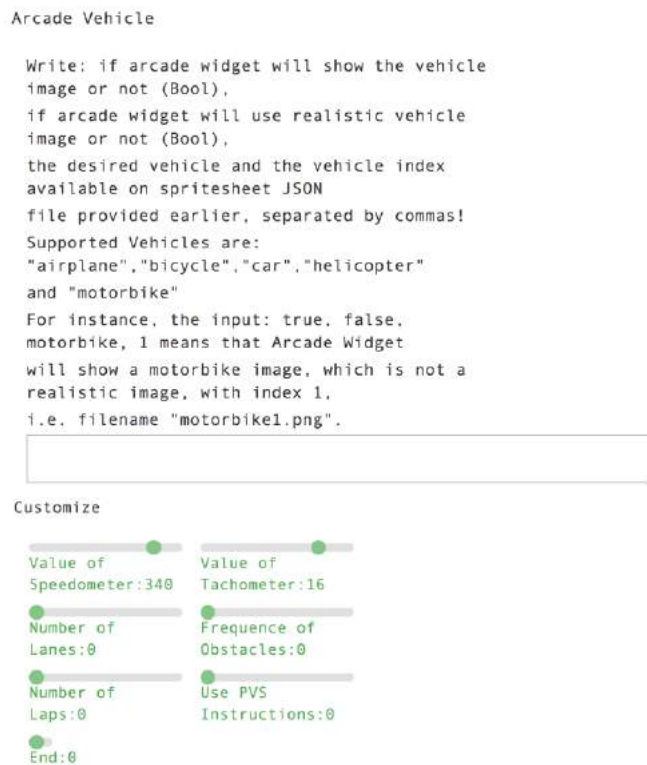 Arcade Vehicle
Write: if arcade widget will show the vehicle
image or not (Bool),
if arcade widget will use realistic vehicle
image or not (Bool),
the desired vehicle and the vehicle index
available on spritesheet JSON
file provided earlier, separated by commas!
Supported Vehicles are:
"airplane","bicycle","car","helicopter"
and "motorbike"
For instance, the input: true, false,
motorbike, 1 means that Arcade Widget
will show a motorbike image, which is not a
realistic image, with index 1,
i.e. filename "motorbike1.png".
Customize
Value of
Speedometer:340
Value of
Tachometer:16
Number of
Lanes:0
Frequence of
Obstacles:0
Number of
Laps:0
Use PVS
Instructions:0
End:0